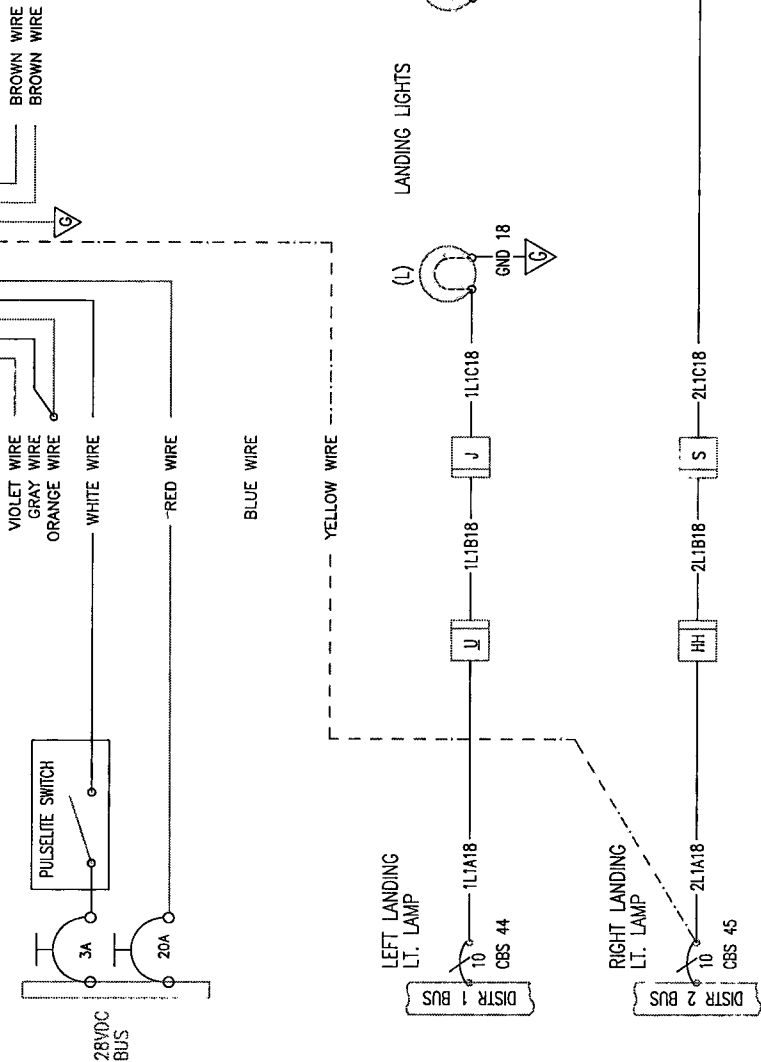 BROWN WIRE
BROWN WIRE
G
VIOLET WIRE
GRAY WIRE
ORANGE WIRE
WHITE WIRE
RED WIRE
BLUE WIRE
YELLOW WIRE
PULSELITE SWITCH
3A
20A
28VDC
BUS
LANDING LIGHTS
(L)
GND 18
G
1L1C18
J
1L1B18
U
1L1A18
LEFT LANDING
LT. LAMP
10
CBS 44
DISTR 1 BUS
2L1C18
S
2L1B18
HH
2L1A18
RIGHT LANDING
LT. LAMP
10
CBS 45
DISTR 2 BUS